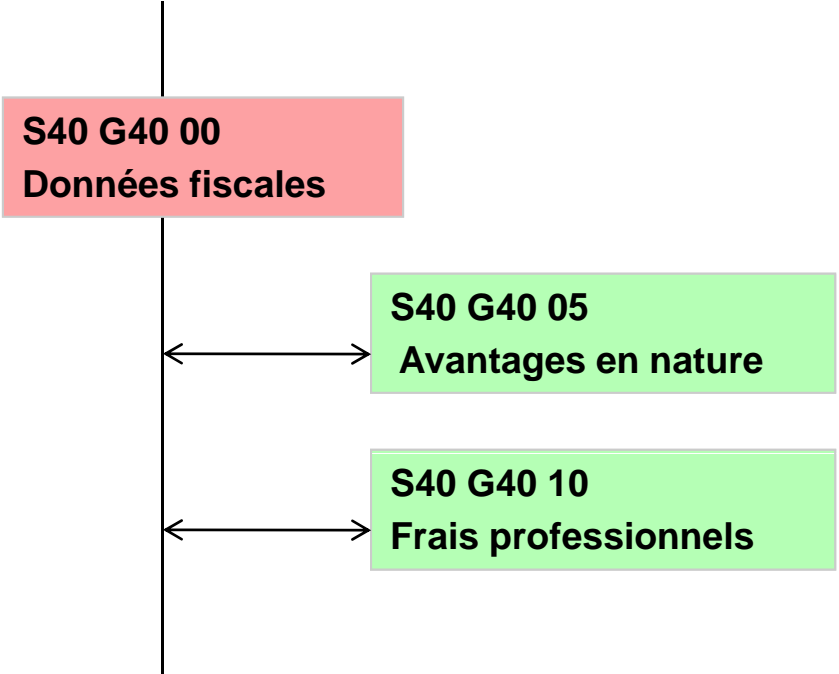 S40 G40 00
Données fiscales
S40 G40 05
Avantages en nature
S40 G40 10
Frais professionnels